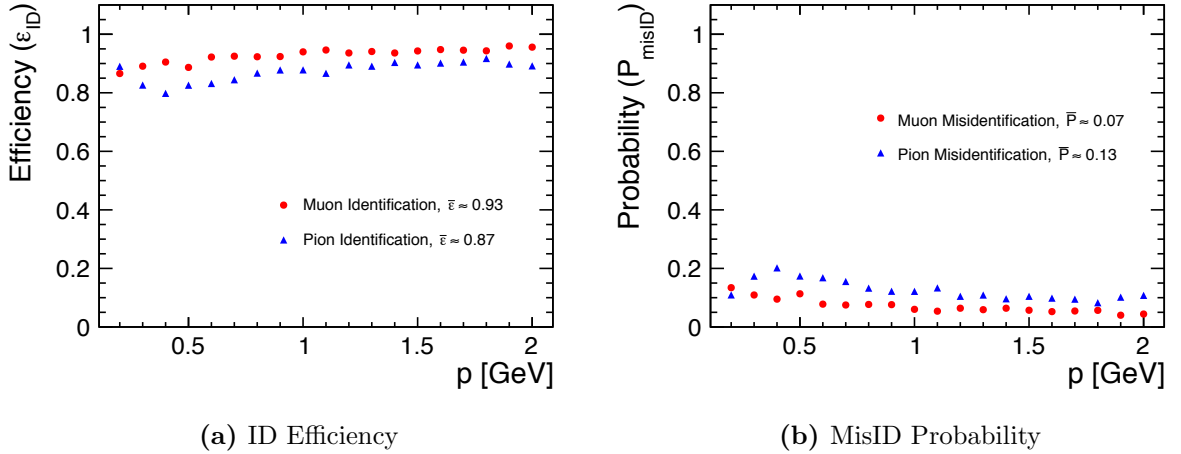 Efficiency (ε_ID)
1
0.8
0.6
0.4
0.2
0
Muon Identification, ε̅ ≈ 0.93
Pion Identification, ε̅ ≈ 0.87
0.5
1
1.5
2
p [GeV]
(a) ID Efficiency
Probability (P_misID)
1
0.8
0.6
0.4
0.2
0
Muon Misidentification, P̅ ≈ 0.07
Pion Misidentification, P̅ ≈ 0.13
0.5
1
1.5
2
p [GeV]
(b) MisID Probability